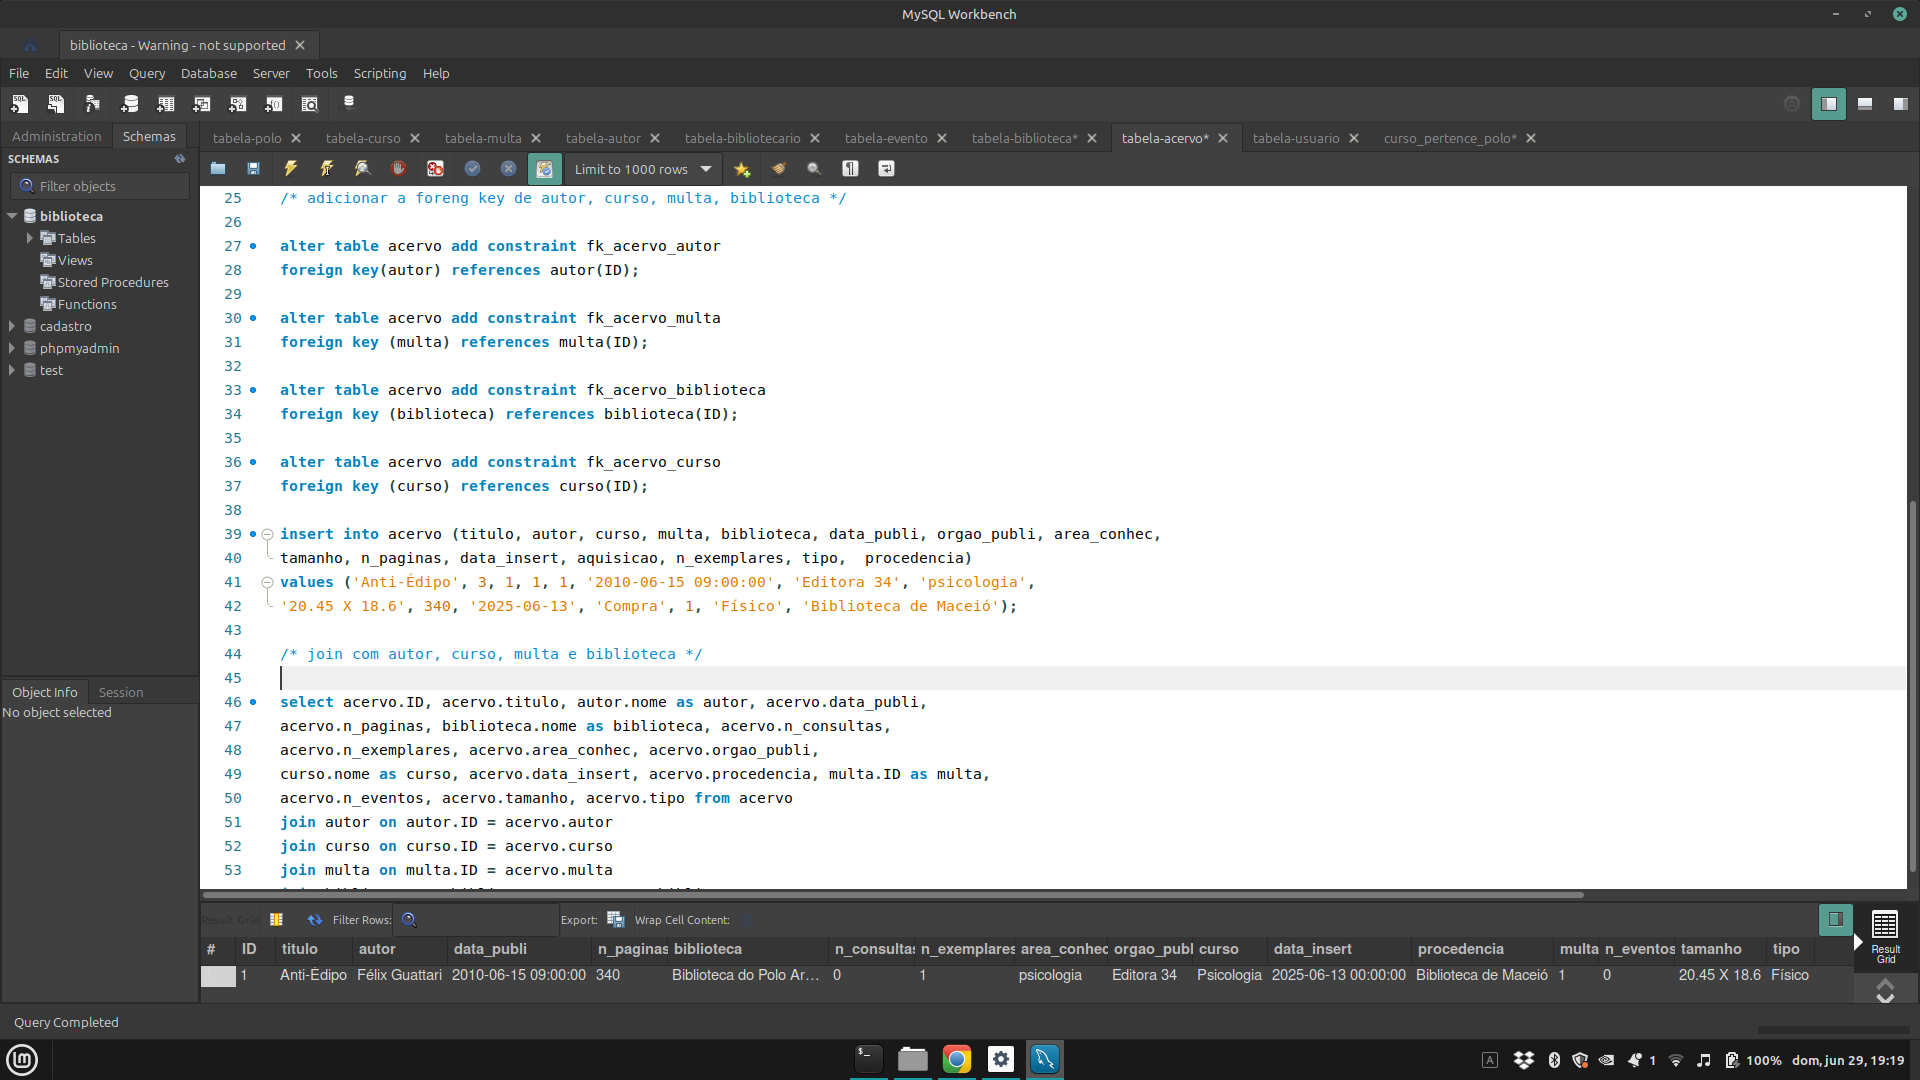 MySQL Workbench
biblioteca - Warning - not supported
File Edit View Query Database Server Tools Scripting Help
Administration Schemas
tabela-polo tabela-curso tabela-multa tabela-autor tabela-bibliotecario tabela-evento tabela-biblioteca* tabela-acervo* tabela-usuario curso_pertence_polo*
SCHEMAS
Limit to 1000 rows
Filter objects
biblioteca
Tables
Views
Stored Procedures
Functions
cadastro
phpmyadmin
test
Object Info Session
No object selected
25 /* adicionar a foreng key de autor, curso, multa, biblioteca */
26
27 alter table acervo add constraint fk_acervo_autor
28 foreign key(autor) references autor(ID);
29
30 alter table acervo add constraint fk_acervo_multa
31 foreign key (multa) references multa(ID);
32
33 alter table acervo add constraint fk_acervo_biblioteca
34 foreign key (biblioteca) references biblioteca(ID);
35
36 alter table acervo add constraint fk_acervo_curso
37 foreign key (curso) references curso(ID);
38
39 insert into acervo (titulo, autor, curso, multa, biblioteca, data_publi, orgao_publi, area_conhec,
40 tamanho, n_paginas, data_insert, aquisicao, n_exemplares, tipo,  procedencia)
41 values ('Anti-Édipo', 3, 1, 1, 1, '2010-06-15 09:00:00', 'Editora 34', 'psicologia',
42 '20.45 X 18.6', 340, '2025-06-13', 'Compra', 1, 'Físico', 'Biblioteca de Maceió');
43
44 /* join com autor, curso, multa e biblioteca */
45
46 select acervo.ID, acervo.titulo, autor.nome as autor, acervo.data_publi,
47 acervo.n_paginas, biblioteca.nome as biblioteca, acervo.n_consultas,
48 acervo.n_exemplares, acervo.area_conhec, acervo.orgao_publi,
49 curso.nome as curso, acervo.data_insert, acervo.procedencia, multa.ID as multa,
50 acervo.n_eventos, acervo.tamanho, acervo.tipo from acervo
51 join autor on autor.ID = acervo.autor
52 join curso on curso.ID = acervo.curso
53 join multa on multa.ID = acervo.multa
Result Grid Filter Rows: Export: Wrap Cell Content:
# ID titulo autor data_publi n_paginas biblioteca n_consultas n_exemplares area_conhec orgao_publ curso data_insert procedencia multa n_eventos tamanho tipo
1 Anti-Édipo Félix Guattari 2010-06-15 09:00:00 340 Biblioteca do Polo Ar... 0 1 psicologia Editora 34 Psicologia 2025-06-13 00:00:00 Biblioteca de Maceió 1 0 20.45 X 18.6 Físico
Result
Grid
Query Completed
A 1 100% dom, jun 29, 19:19